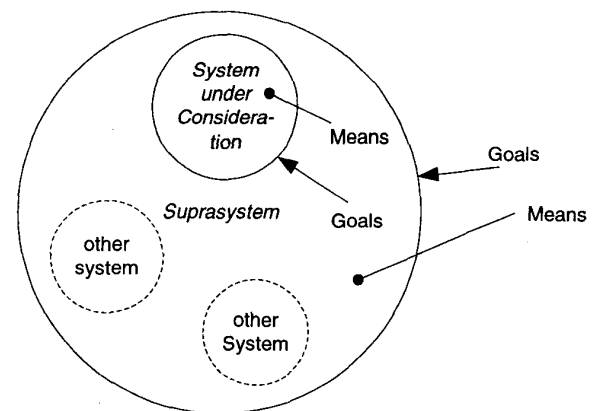 System
under
Considera-
tion
Means
Goals
Suprasystem
Goals
Means
other
system
other
System